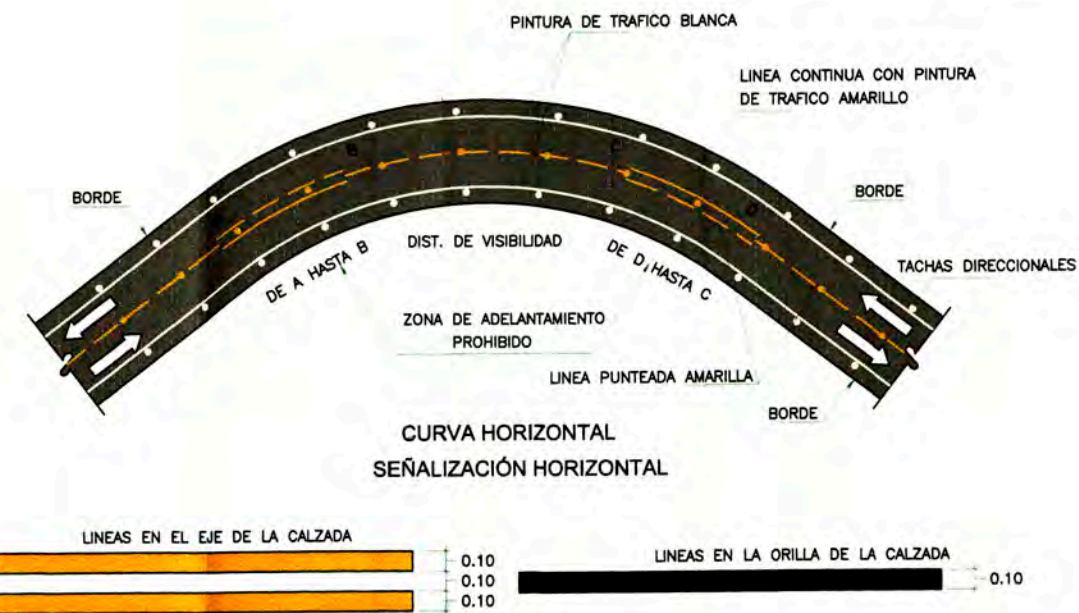 PINTURA DE TRAFICO BLANCA
LINEA CONTINUA CON PINTURA
DE TRAFICO AMARILLO
B
C
D
BORDE
BORDE
DIST. DE VISIBILIDAD
DE A HASTA B
DE D HASTA C
TACHAS DIRECCIONALES
ZONA DE ADELANTAMIENTO
PROHIBIDO
LINEA PUNTEADA AMARILLA
BORDE
CURVA HORIZONTAL
SEÑALIZACIÓN HORIZONTAL
LINEAS EN EL EJE DE LA CALZADA
0.10
0.10
0.10
LINEAS EN LA ORILLA DE LA CALZADA
0.10